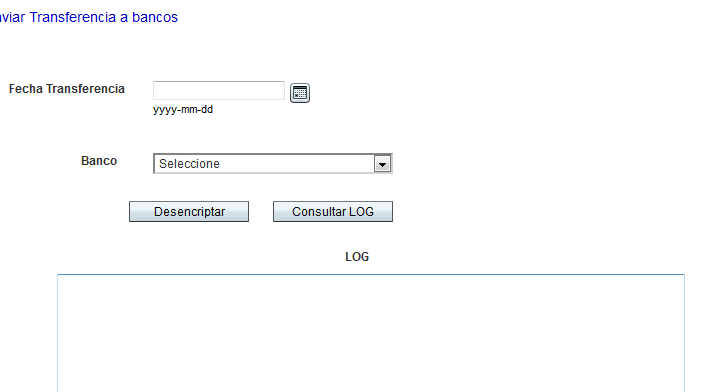 viar Transferencia a bancos
Fecha Transferencia
yyyy-mm-dd
Banco
Seleccione
Desencriptar
Consultar LOG
LOG